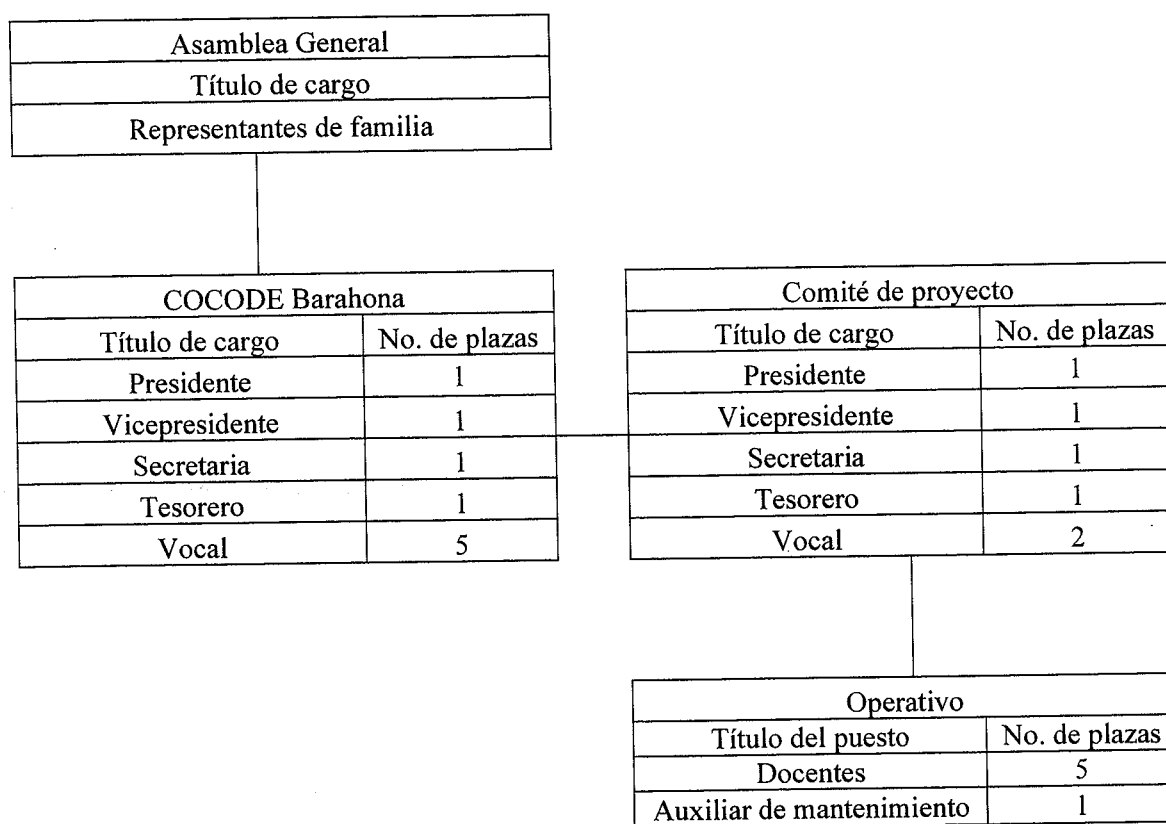 Asamblea General
Título de cargo
Representantes de familia
COCODE Barahona
Título de cargo No. de plazas
Presidente 1
Vicepresidente 1
Secretaria 1
Tesorero 1
Vocal 5
Comité de proyecto
Título de cargo No. de plazas
Presidente 1
Vicepresidente 1
Secretaria 1
Tesorero 1
Vocal 2
Operativo
Título del puesto No. de plazas
Docentes 5
Auxiliar de mantenimiento 1